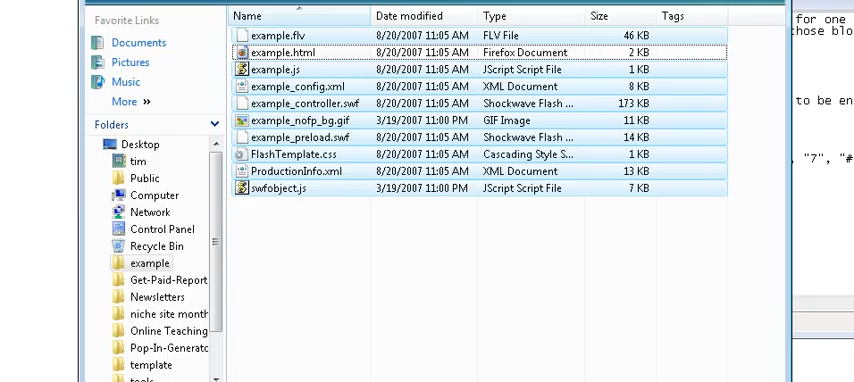 Favorite Links
Documents
Pictures
Music
More »
Folders
Desktop
tim
Public
Computer
Network
Control Panel
Recycle Bin
example
Get-Paid-Report
Newsletters
niche site month
Online Teaching
Pop-In-Generato
template
tools
Name Date modified Type Size Tags
example.flv 8/20/2007 11:05 AM FLV File 46 KB
example.html 8/20/2007 11:05 AM Firefox Document 2 KB
example.js 8/20/2007 11:05 AM JScript Script File 1 KB
example_config.xml 8/20/2007 11:05 AM XML Document 8 KB
example_controller.swf 8/20/2007 11:05 AM Shockwave Flash ... 173 KB
example_nofp_bg.gif 3/19/2007 11:00 PM GIF Image 11 KB
example_preload.swf 8/20/2007 11:05 AM Shockwave Flash ... 14 KB
FlashTemplate.css 8/20/2007 11:05 AM Cascading Style S... 1 KB
ProductionInfo.xml 8/20/2007 11:05 AM XML Document 13 KB
swfobject.js 3/19/2007 11:00 PM JScript Script File 7 KB
for one
those blo
to be en
, "7", "#